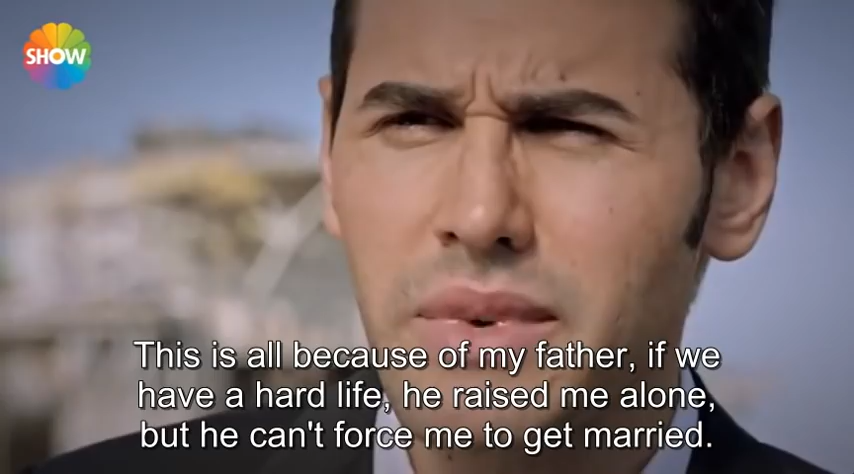 SHOW
This is all because of my father, if we
have a hard life, he raised me alone,
but he can't force me to get married.